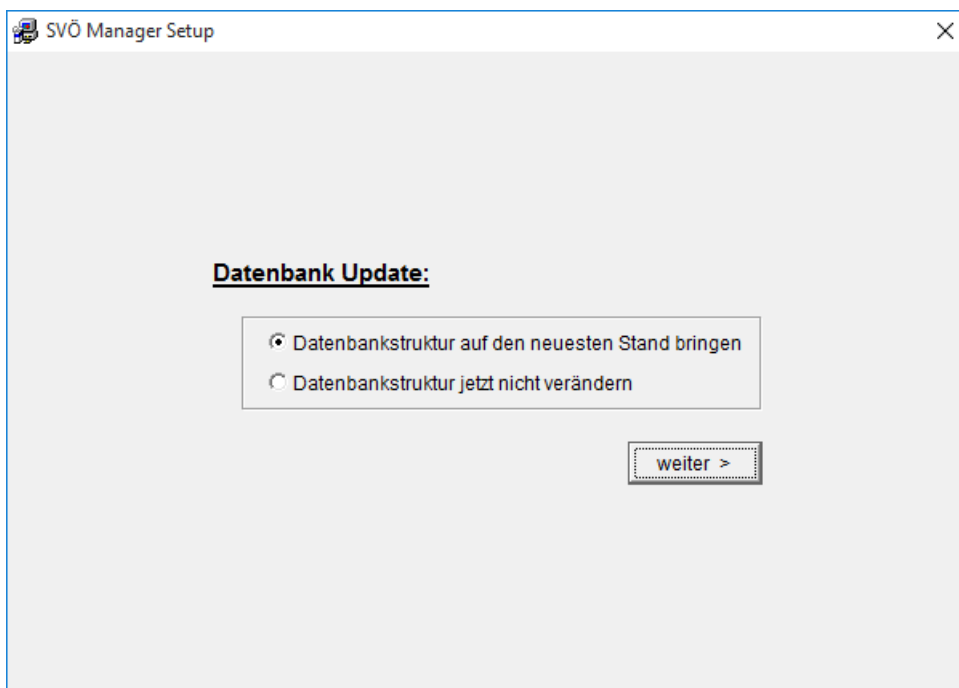 SVÖ Manager Setup
Datenbank Update:
Datenbankstruktur auf den neuesten Stand bringen
Datenbankstruktur jetzt nicht verändern
weiter >